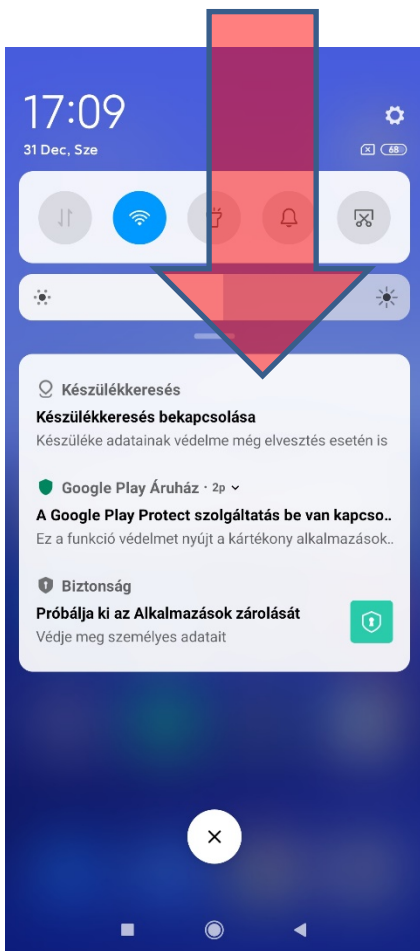 17:09
31 Dec, Sze
68
Készülékkeresés
Készülékkeresés bekapcsolása
Készüléke adatainak védelme még elvesztés esetén is
Google Play Áruház · 2p
A Google Play Protect szolgáltatás be van kapcso..
Ez a funkció védelmet nyújt a kártékony alkalmazások..
Biztonság
Próbálja ki az Alkalmazások zárolását
Védje meg személyes adatait